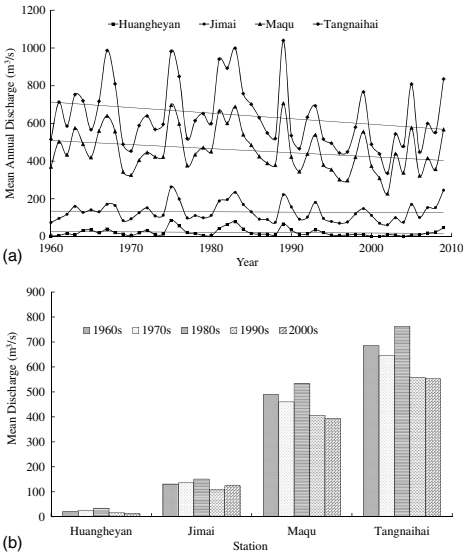 1200
Huangheyan Jimai Maqu Tangnaihai
1000
800
600
400
200
0
Mean Annual Discharge (m³/s)
1960 1970 1980 1990 2000 2010
Year
(a)
900
800
700
600
500
400
300
200
100
0
Mean Discharge (m³/s)
1960s 1970s 1980s 1990s 2000s
Huangheyan Jimai Maqu Tangnaihai
Station
(b)